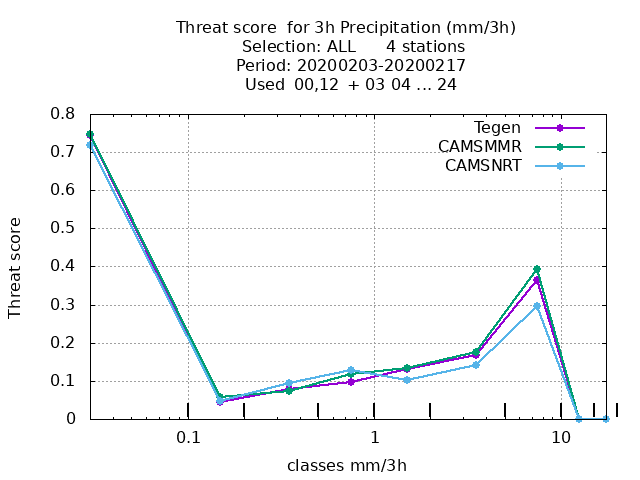 Threat score  for 3h Precipitation (mm/3h)
Selection: ALL      4 stations
Period: 20200203-20200217
Used  00,12  + 03 04 ... 24
Tegen
CAMSMMR
CAMSNRT
0.8
0.7
0.6
0.5
0.4
0.3
0.2
0.1
0
Threat score
0.1
1
10
classes mm/3h